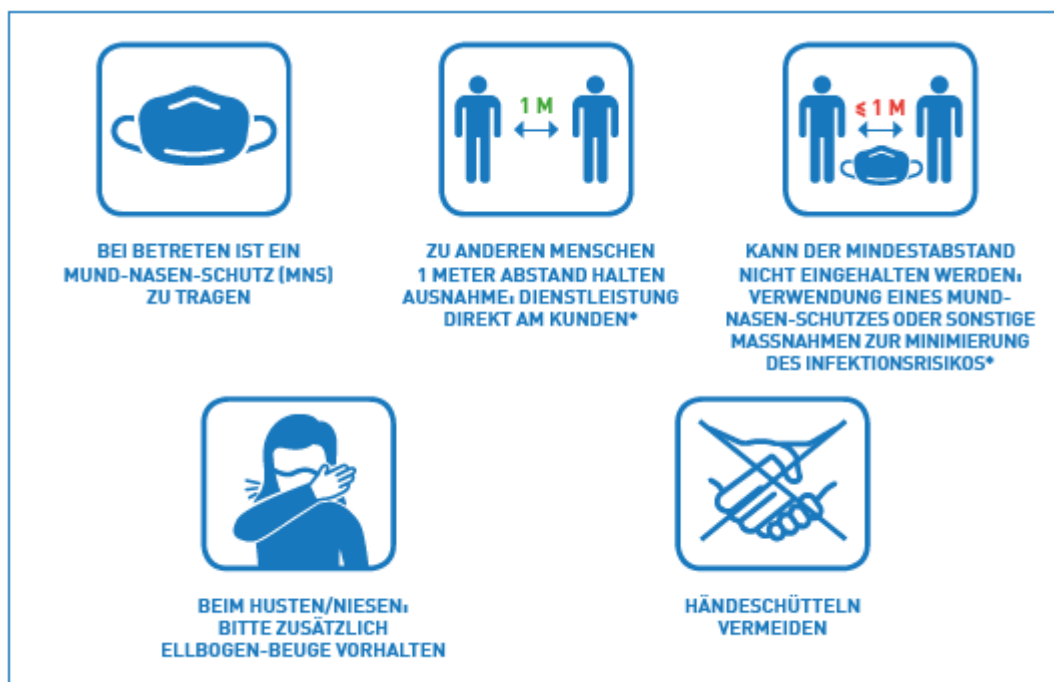 BEI BETRETEN IST EIN
MUND-NASEN-SCHUTZ (MNS)
ZU TRAGEN
1 M
ZU ANDEREN MENSCHEN
1 METER ABSTAND HALTEN
AUSNAHME: DIENSTLEISTUNG
DIREKT AM KUNDEN*
≤ 1 M
KANN DER MINDESTABSTAND
NICHT EINGEHALTEN WERDEN:
VERWENDUNG EINES MUND-
NASEN-SCHUTZES ODER SONSTIGE
MASSNAHMEN ZUR MINIMIERUNG
DES INFEKTIONSRISIKOS*
BEIM HUSTEN/NIESEN:
BITTE ZUSÄTZLICH
ELLBOGEN-BEUGE VORHALTEN
HÄNDESCHÜTTELN
VERMEIDEN